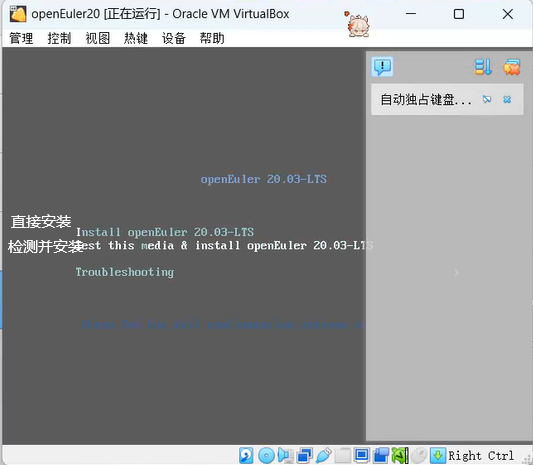 openEuler20 [正在运行] - Oracle VM VirtualBox
管理 控制 视图 热键 设备 帮助
自动独占键盘...
openEuler 20.03-LTS
直接安装
Install openEuler 20.03-LTS
检测并安装
Test this media & install openEuler 20.03-LTS
Troubleshooting
Right Ctrl